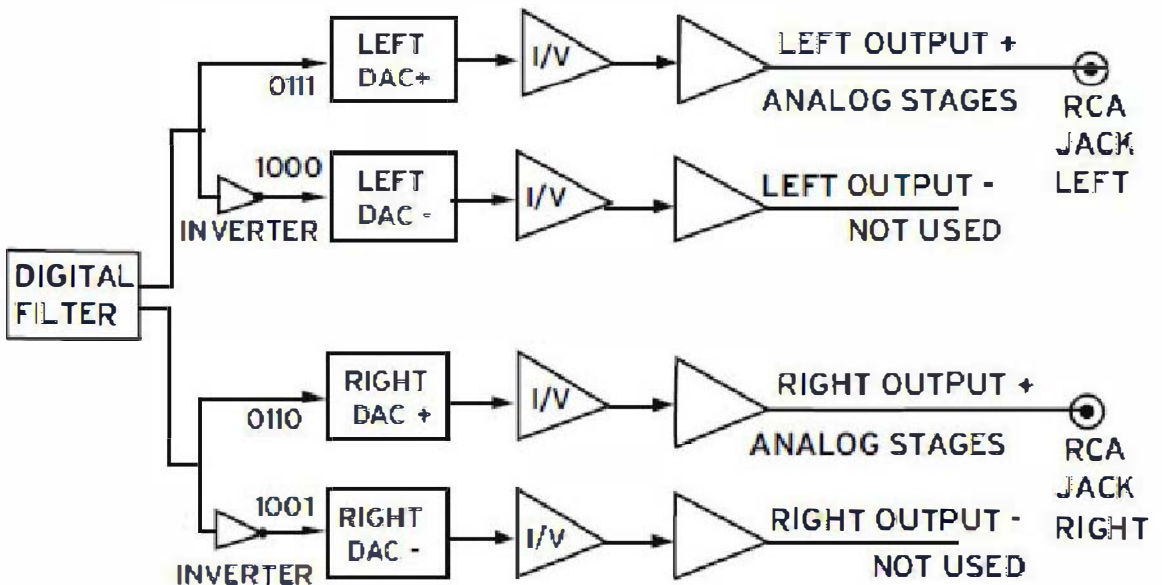 LEFT
DAC+
I/V
LEFT OUTPUT +
0111
ANALOG STAGES
RCA
JACK
LEFT
1000
LEFT
DAC -
I/V
LEFT OUTPUT -
INVERTER
NOT USED
DIGITAL
FILTER
RIGHT
DAC +
I/V
RIGHT OUTPUT +
0110
ANALOG STAGES
RCA
JACK
RIGHT
1001
RIGHT
DAC -
I/V
RIGHT OUTPUT -
INVERTER
NOT USED